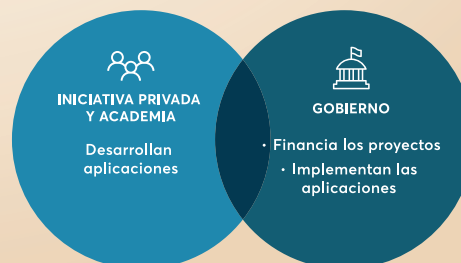 INICIATIVA PRIVADA
Y ACADEMIA
Desarrollan
aplicaciones
GOBIERNO
· Financia los proyectos
· Implementan las
aplicaciones